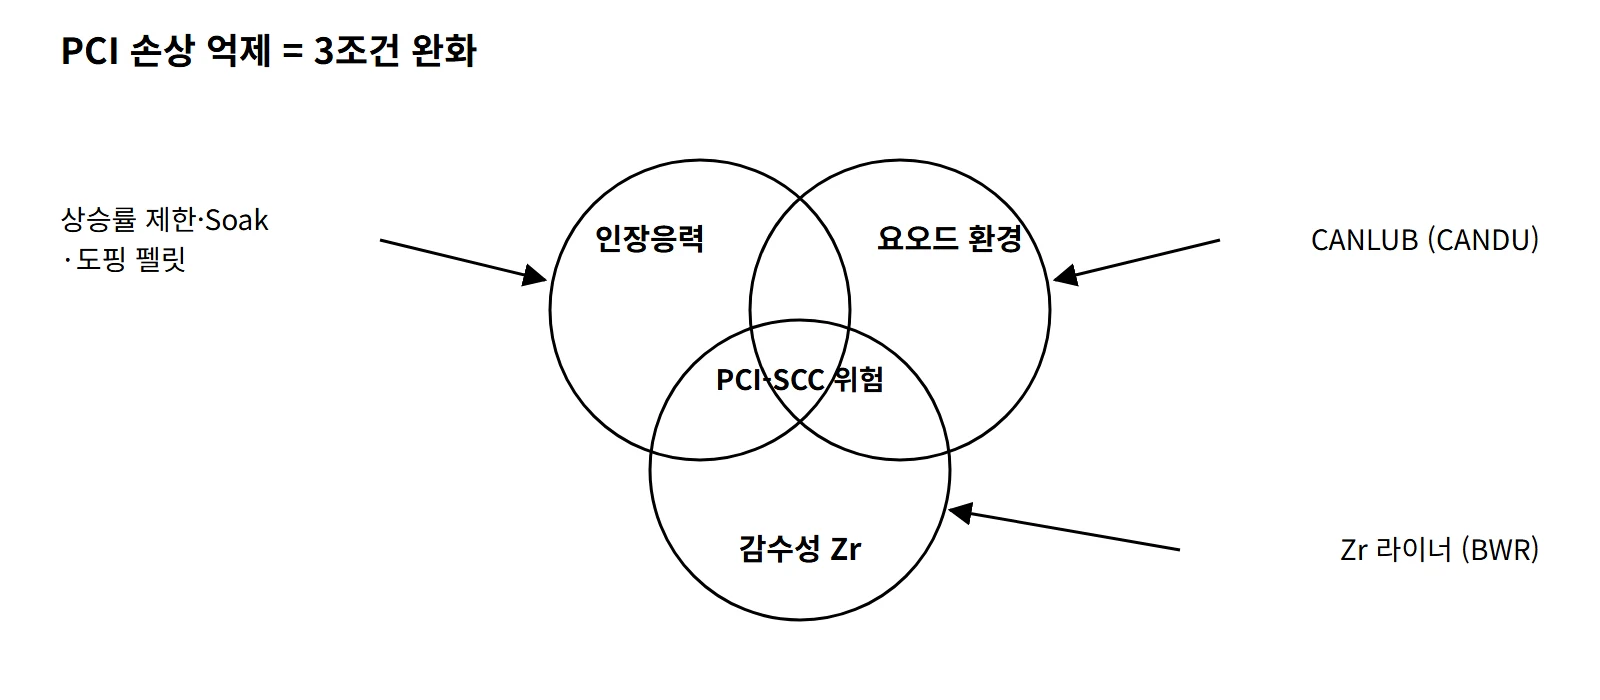 PCI 손상 억제 = 3조건 완화
상승률 제한·Soak
·도핑 펠릿
인장응력
요오드 환경
CANLUB (CANDU)
PCI-SCC 위험
감수성 Zr
Zr 라이너 (BWR)